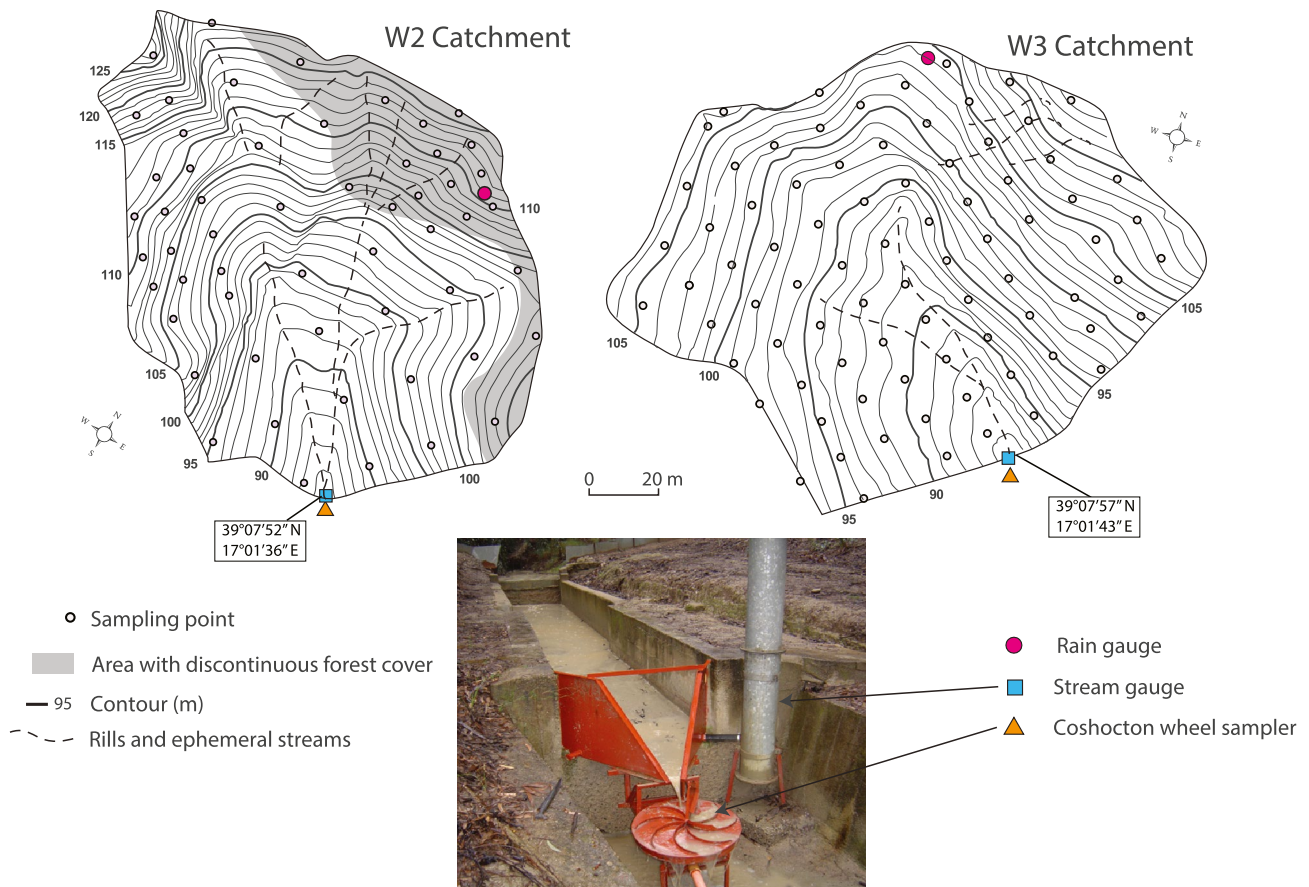 W2 Catchment
W3 Catchment
125
120
115
110
110
105
100
95
90
100
N
W
E
S
N
W
E
S
105
100
105
95
90
95
0 20 m
39°07’52” N
17°01’36” E
39°07’57” N
17°01’43” E
Sampling point
Area with discontinuous forest cover
95 Contour (m)
Rills and ephemeral streams
Rain gauge
Stream gauge
Coshocton wheel sampler